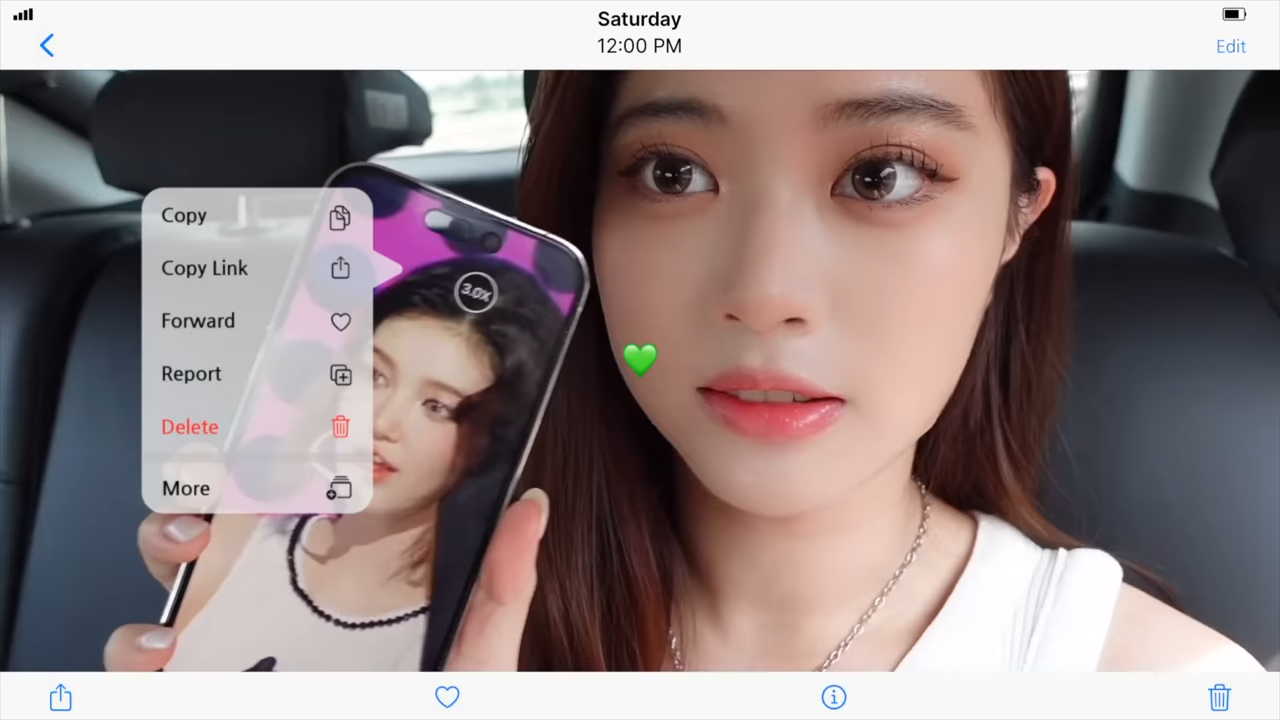 Saturday
12:00 PM
Edit
Copy
Copy Link
3.0X
Forward
Report
Delete
More